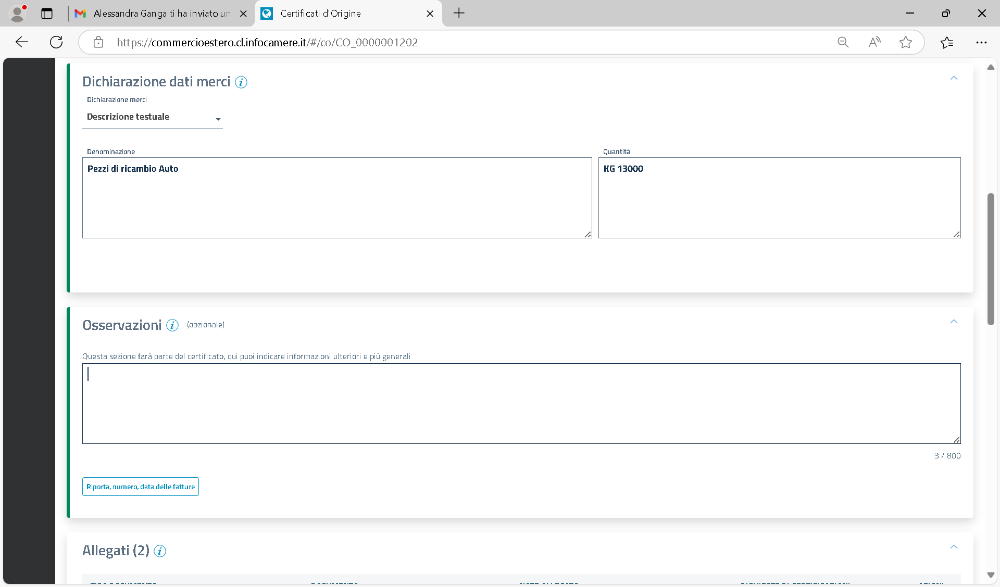 Alessandra Ganga ti ha inviato un
Certificati d'Origine
https://commercioestero.cl.infocamere.it/#/co/CO_0000001202
Dichiarazione dati merci
Dichiarazione merci
Descrizione testuale
Denominazione
Quantità
Pezzi di ricambio Auto
KG 13000
Osservazioni (opzionale)
Questa sezione farà parte del certificato, qui puoi indicare informazioni ulteriori e più generali
3 / 800
Riporta, numero, data delle fatture
Allegati (2)